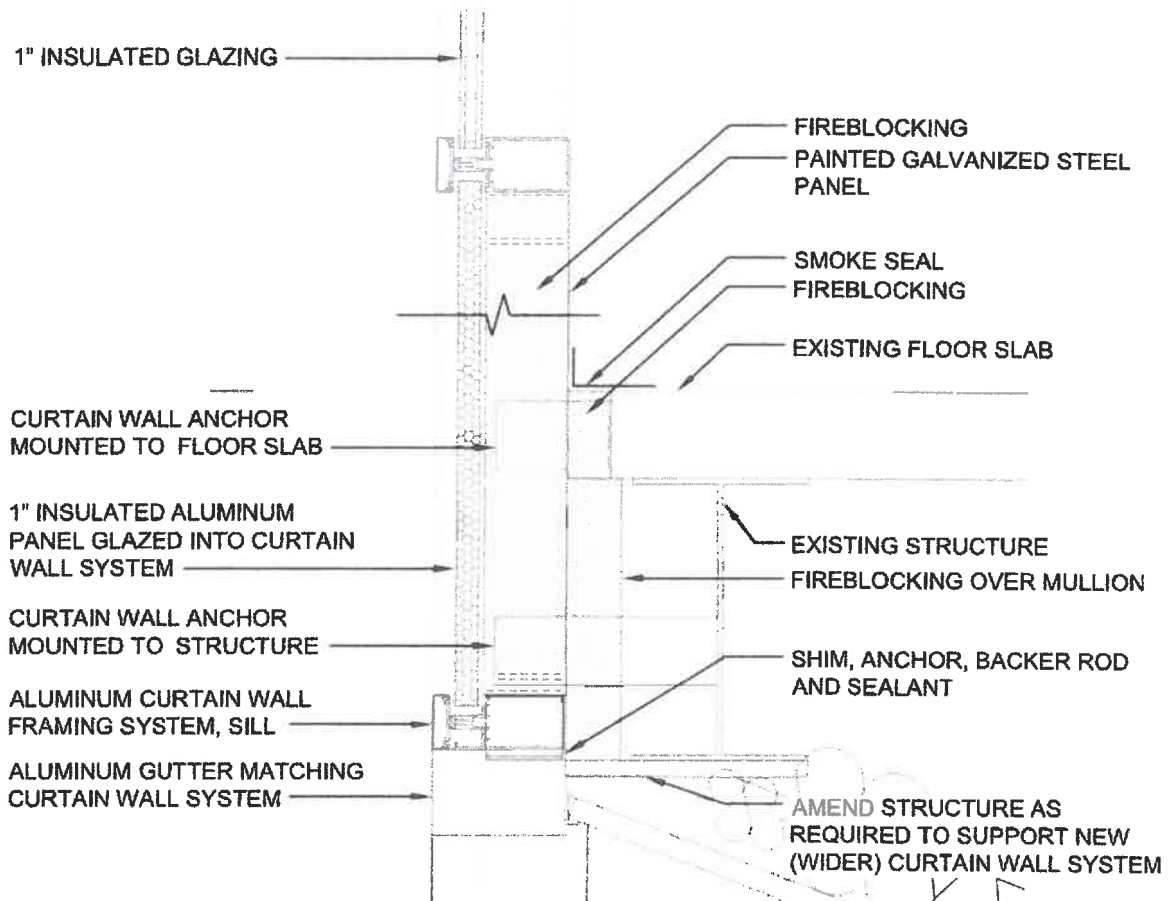 1" INSULATED GLAZING
FIREBLOCKING
PAINTED GALVANIZED STEEL
PANEL
SMOKE SEAL
FIREBLOCKING
EXISTING FLOOR SLAB
CURTAIN WALL ANCHOR
MOUNTED TO FLOOR SLAB
1" INSULATED ALUMINUM
PANEL GLAZED INTO CURTAIN
WALL SYSTEM
EXISTING STRUCTURE
FIREBLOCKING OVER MULLION
CURTAIN WALL ANCHOR
MOUNTED TO STRUCTURE
SHIM, ANCHOR, BACKER ROD
AND SEALANT
ALUMINUM CURTAIN WALL
FRAMING SYSTEM, SILL
ALUMINUM GUTTER MATCHING
CURTAIN WALL SYSTEM
AMEND STRUCTURE AS
REQUIRED TO SUPPORT NEW
(WIDER) CURTAIN WALL SYSTEM